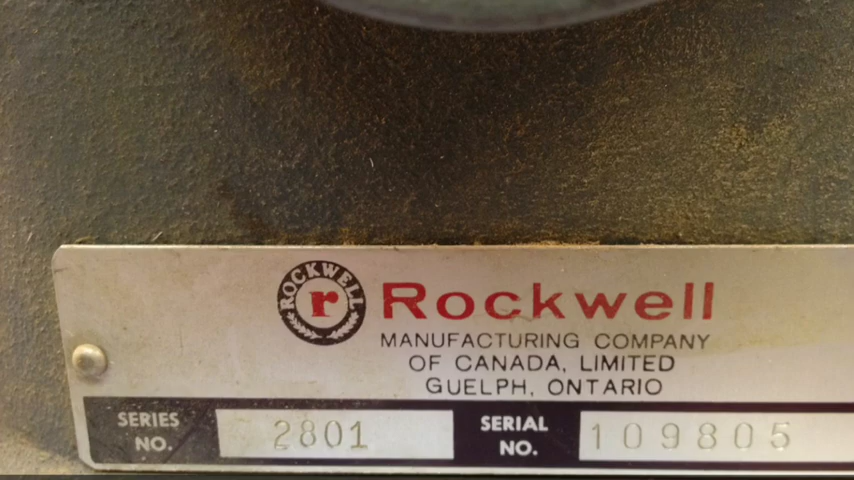 ROCKWELL
r
Rockwell
MANUFACTURING COMPANY
OF CANADA, LIMITED
GUELPH, ONTARIO
SERIES NO. 2801
SERIAL NO. 109805